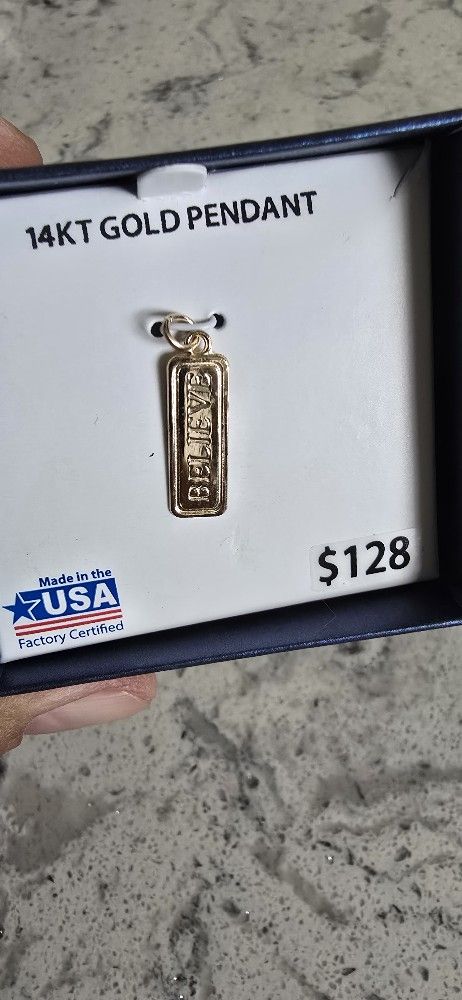 14KT GOLD PENDANT
BELIEVE
$128
Made in the
USA
Factory Certified